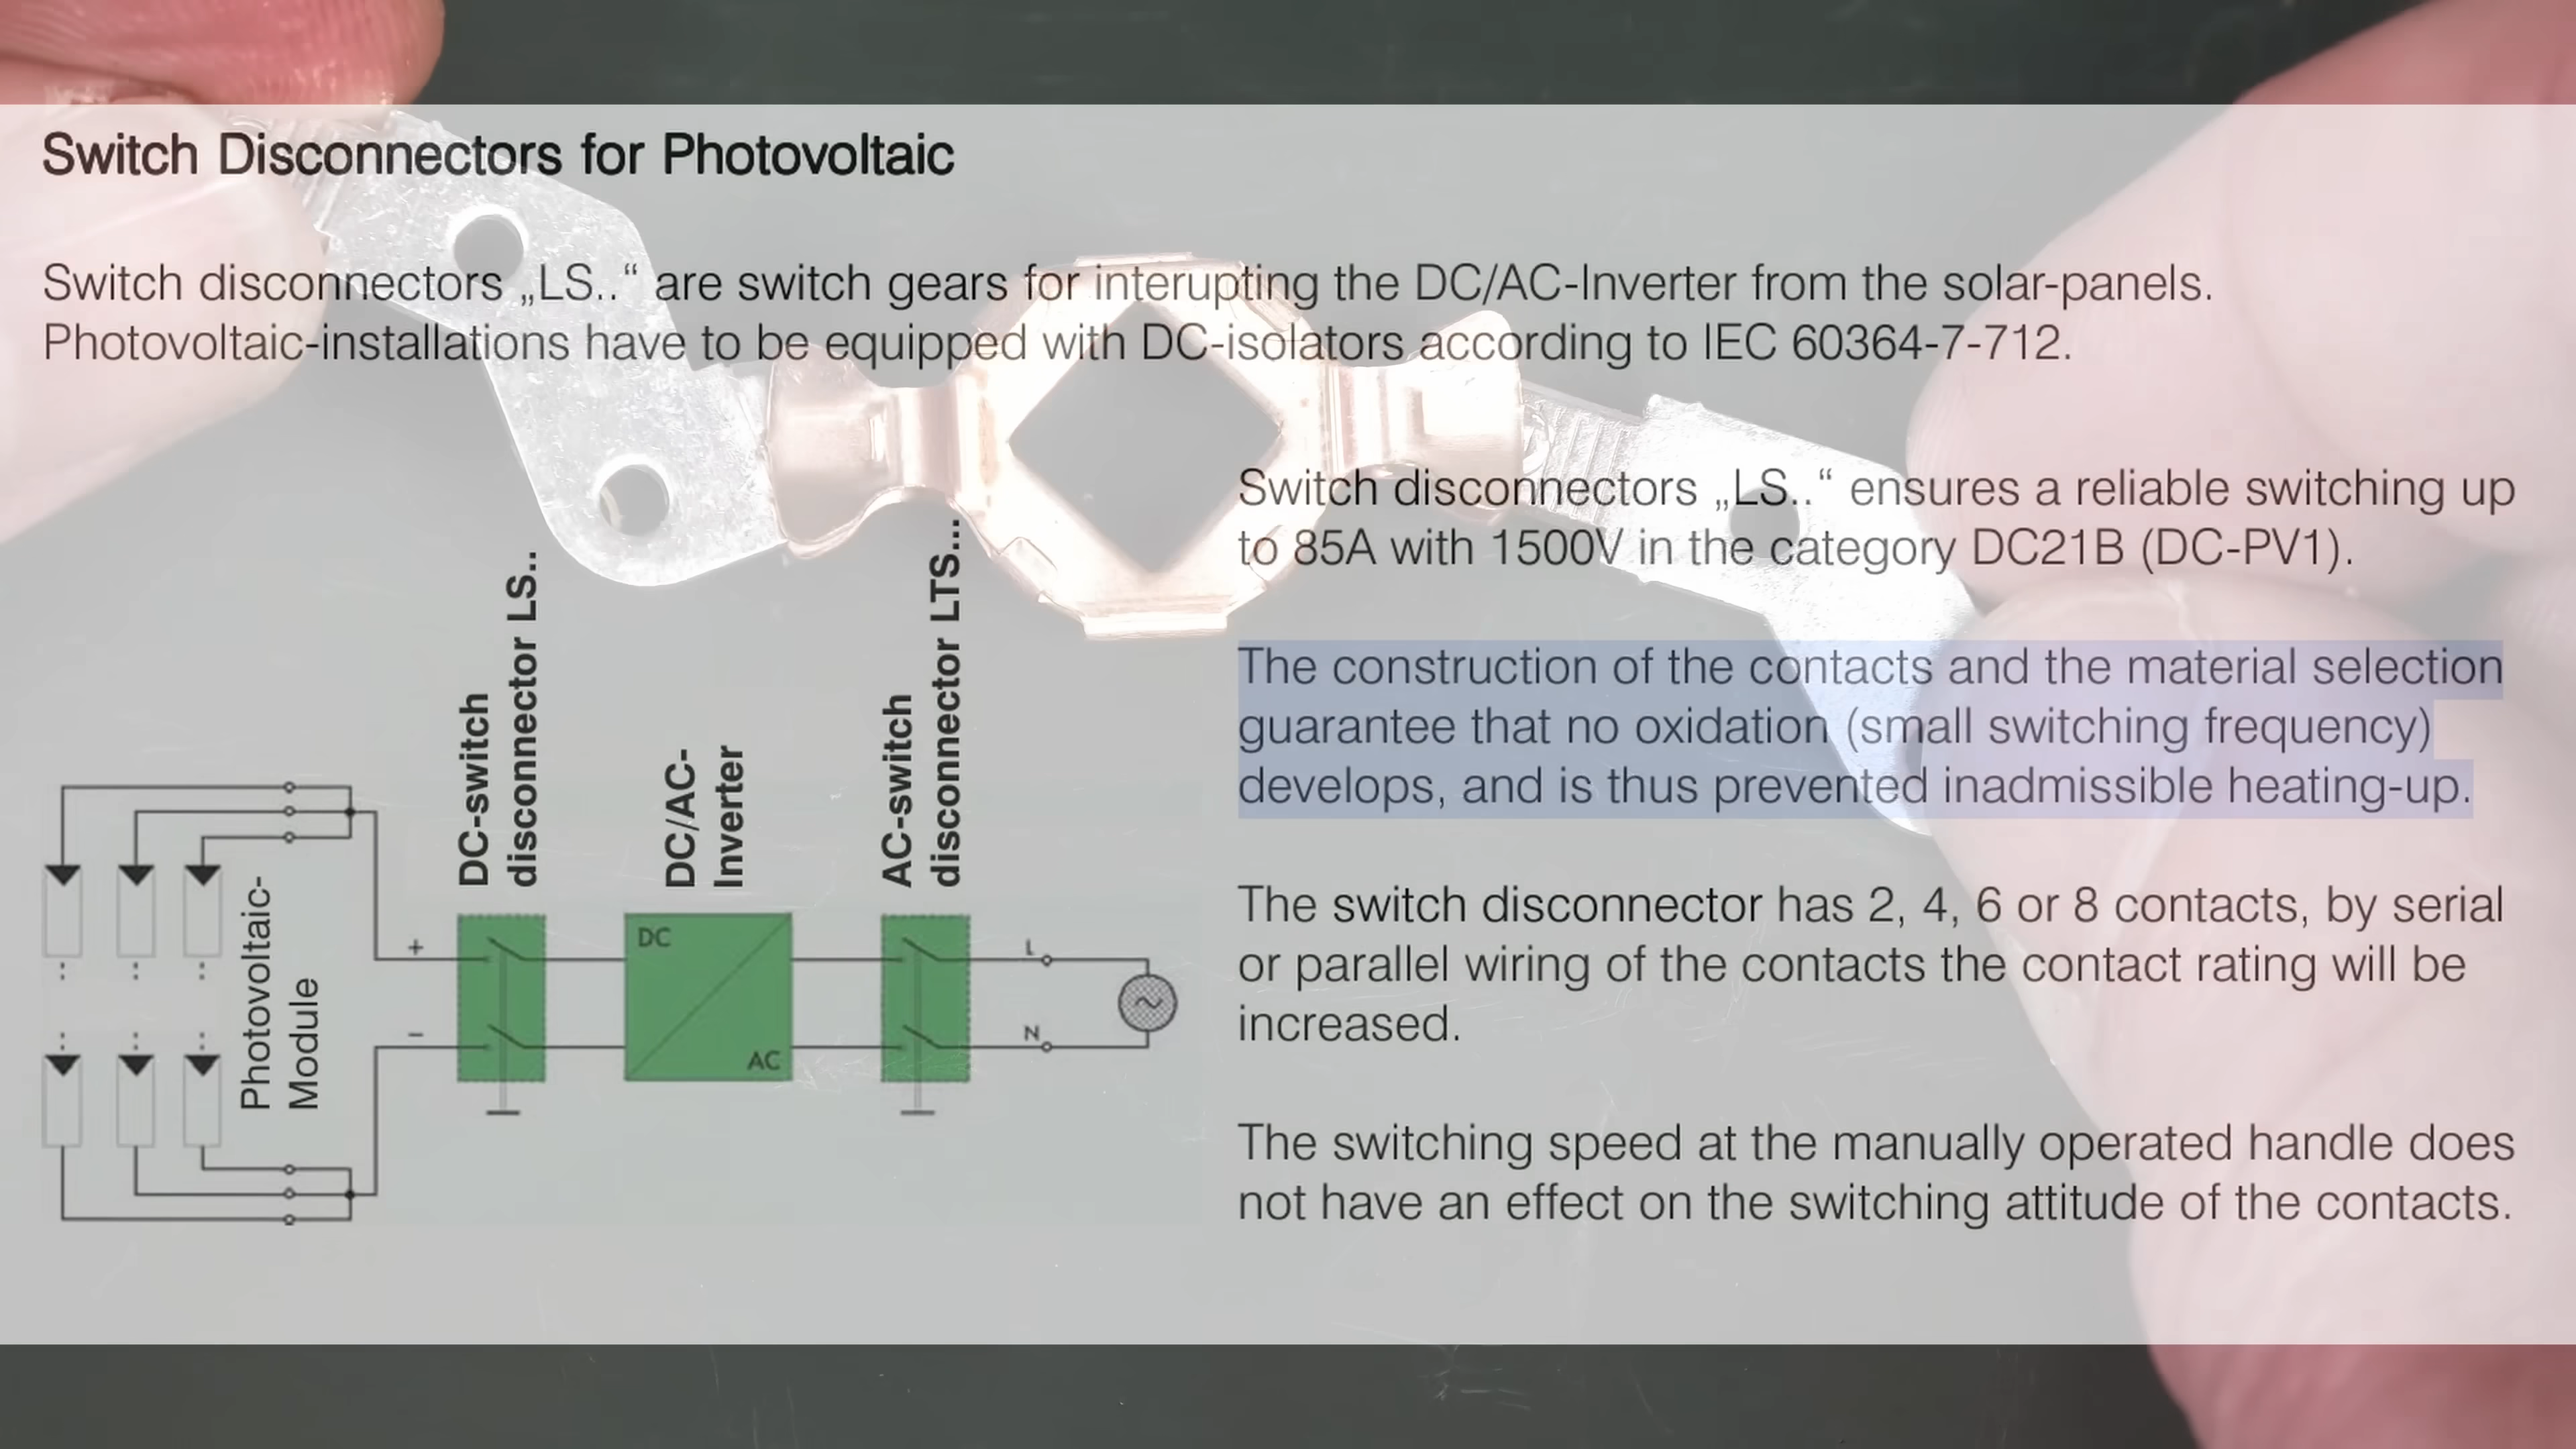 Switch Disconnectors for Photovoltaic
Switch disconnectors „LS..“ are switch gears for interupting the DC/AC-Inverter from the solar-panels.
Photovoltaic-installations have to be equipped with DC-isolators according to IEC 60364-7-712.
Switch disconnectors „LS..“ ensures a reliable switching up
to 85A with 1500V in the category DC21B (DC-PV1).
The construction of the contacts and the material selection
guarantee that no oxidation (small switching frequency)
develops, and is thus prevented inadmissible heating-up.
The switch disconnector has 2, 4, 6 or 8 contacts, by serial
or parallel wiring of the contacts the contact rating will be
increased.
The switching speed at the manually operated handle does
not have an effect on the switching attitude of the contacts.
Photovoltaic-
Module
DC-switch
disconnector LS..
DC/AC-
Inverter
AC-switch
disconnector LTS...
+
−
DC
AC
L
N
~